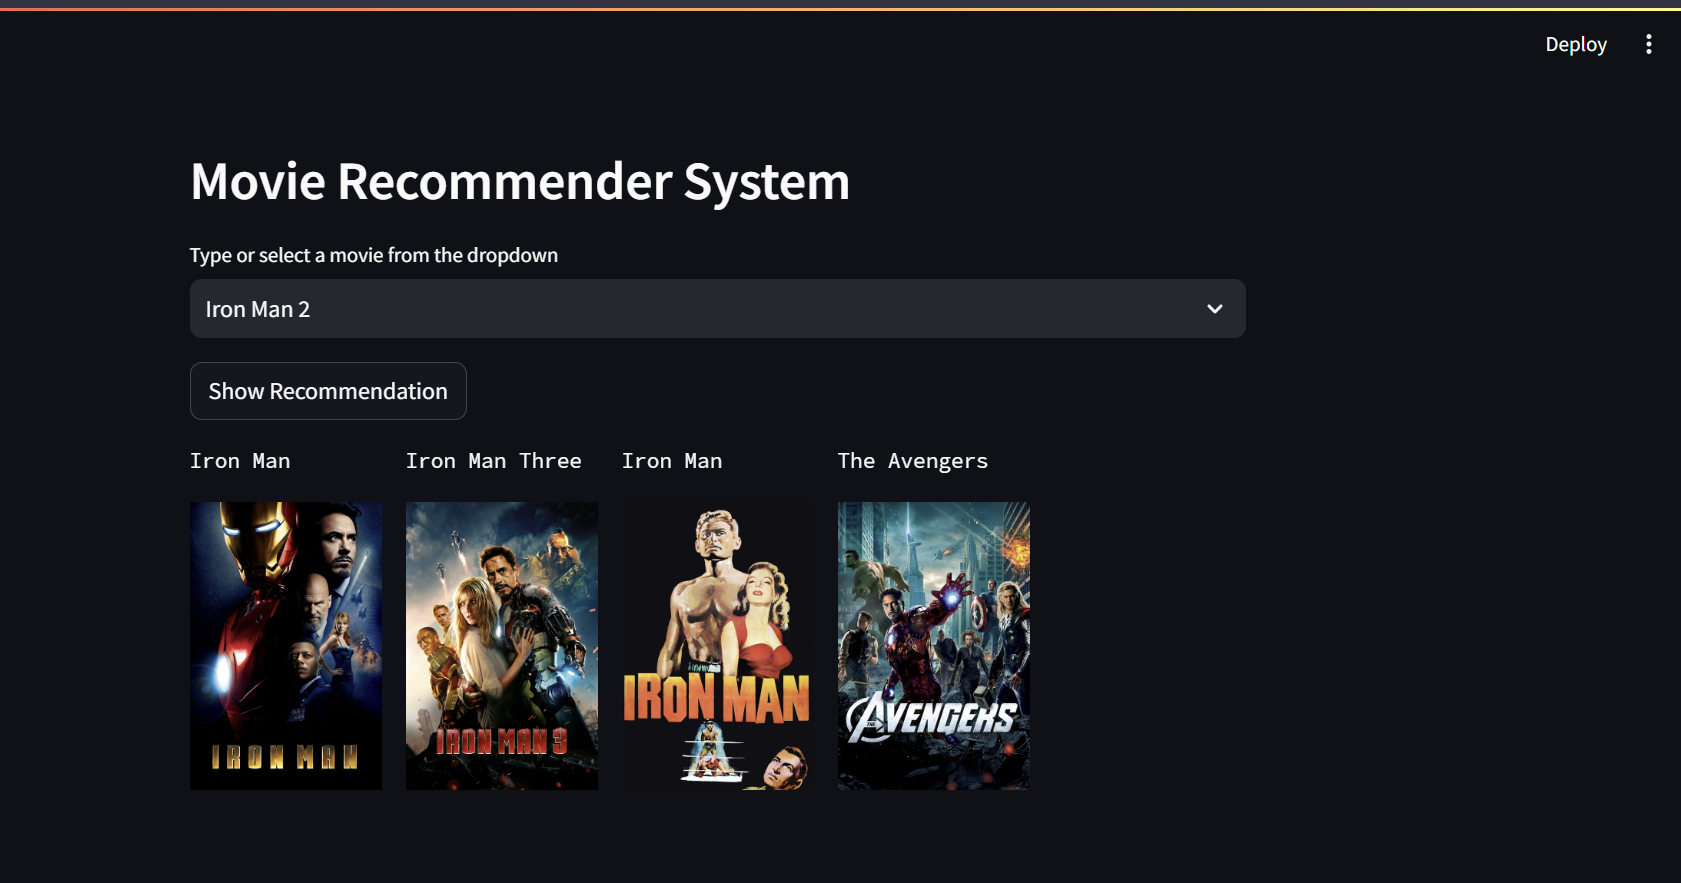 Deploy
Movie Recommender System
Type or select a movie from the dropdown
Iron Man 2
Show Recommendation
Iron Man
Iron Man Three
Iron Man
The Avengers
IRON MAN
IRON MAN 3
IRON MAN
THE AVENGERS